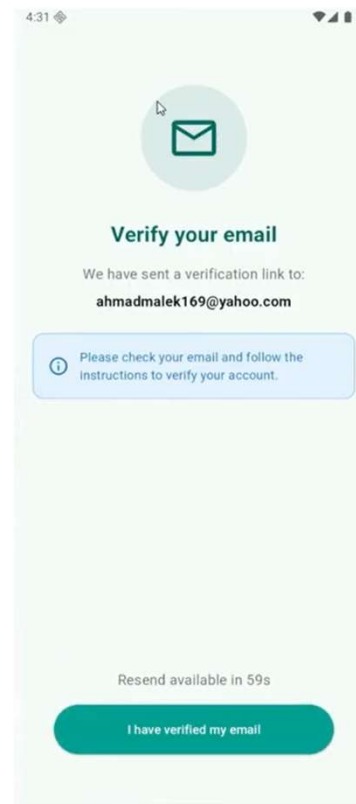 4:31
Verify your email
We have sent a verification link to:
ahmadmalek169@yahoo.com
Please check your email and follow the
instructions to verify your account.
Resend available in 59s
I have verified my email